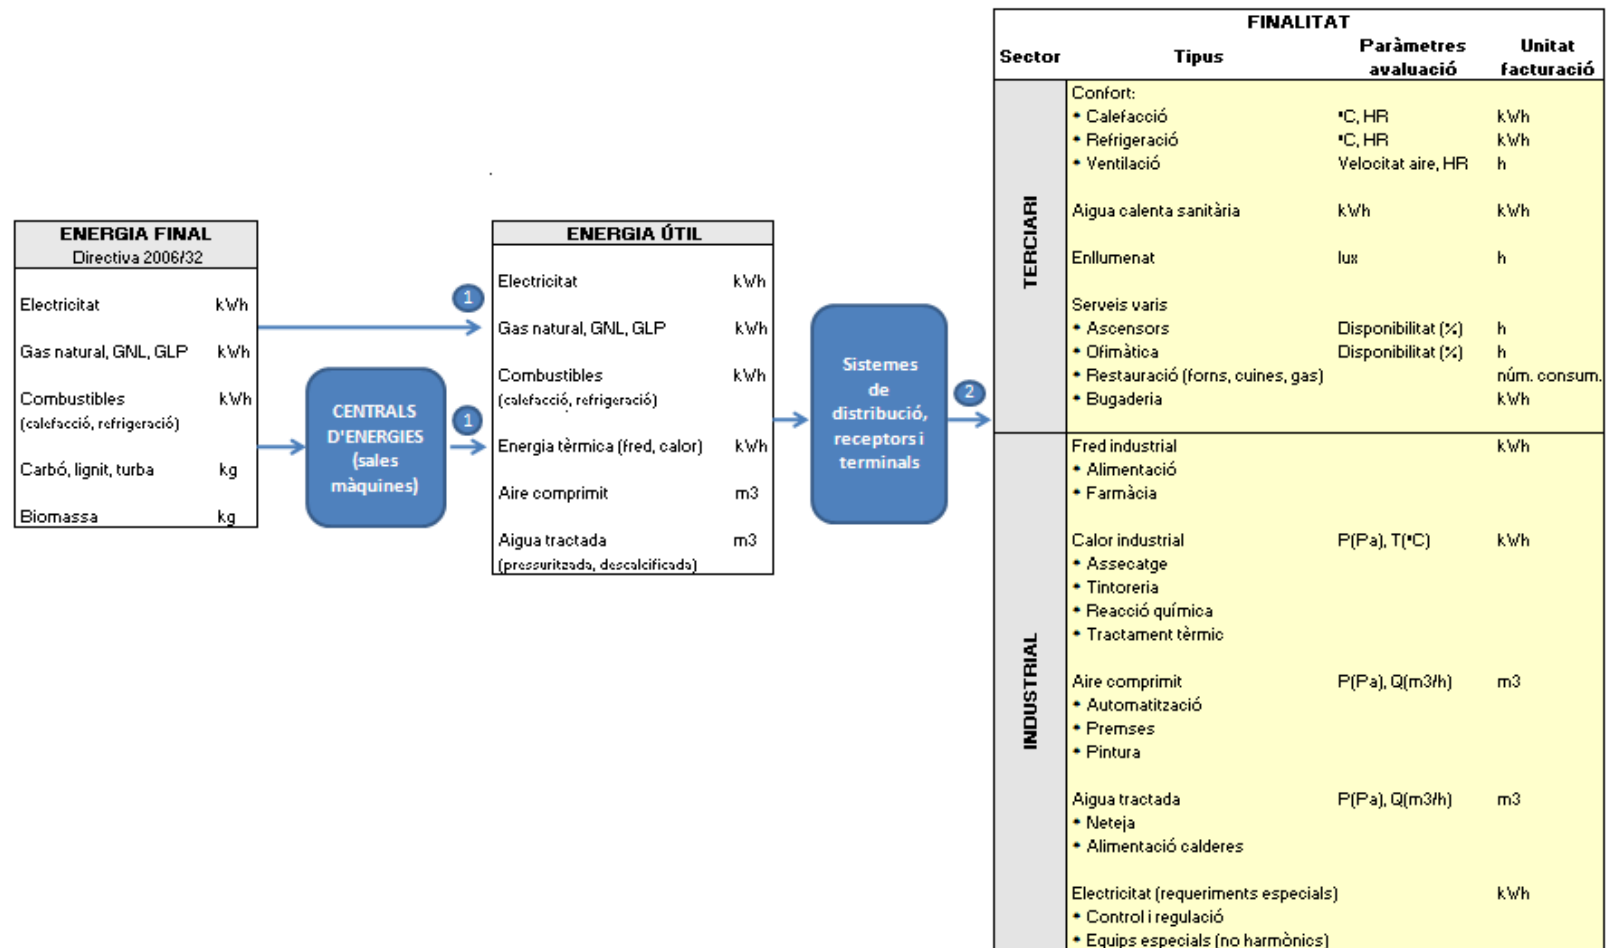 ENERGIA FINAL
Directiva 2006/32
Electricitat kWh
Gas natural, GNL, GLP kWh
Combustibles kWh
(calefacció, refrigeració)
Carbó, lignit, turba kg
Biomassa kg
1
CENTRALS
D'ENERGIES
(sales
màquines)
1
ENERGIA ÚTIL
Electricitat kWh
Gas natural, GNL, GLP kWh
Combustibles kWh
(calefacció, refrigeració)
Energia tèrmica (fred, calor) kWh
Aire comprimit m3
Aigua tractada m3
(pressuritzada, descalcificada)
Sistemes
de
distribució,
receptors i
terminals
2
FINALITAT
Sector Tipus Paràmetres avaluació Unitat facturació
TERCIARI
Confort:
* Calefacció °C, HR kWh
* Refrigeració °C, HR kWh
* Ventilació Velocitat aire, HR h
Aigua calenta sanitària kWh kWh
Enllumenat lux h
Serveis varis
* Ascensors Disponibilitat (%) h
* Ofimàtica Disponibilitat (%) h
* Restauració (forns, cuines, gas) núm. consum.
* Bugaderia kWh
INDUSTRIAL
Fred industrial kWh
* Alimentació
* Farmàcia
Calor industrial P(Pa), T(°C) kWh
* Assecatge
* Tintoreria
* Reacció química
* Tractament tèrmic
Aire comprimit P(Pa), Q(m3/h) m3
* Automatització
* Premses
* Pintura
Aigua tractada P(Pa), Q(m3/h) m3
* Neteja
* Alimentació calderes
Electricitat (requeriments especials) kWh
* Control i regulació
* Equips especials (no harmònics)